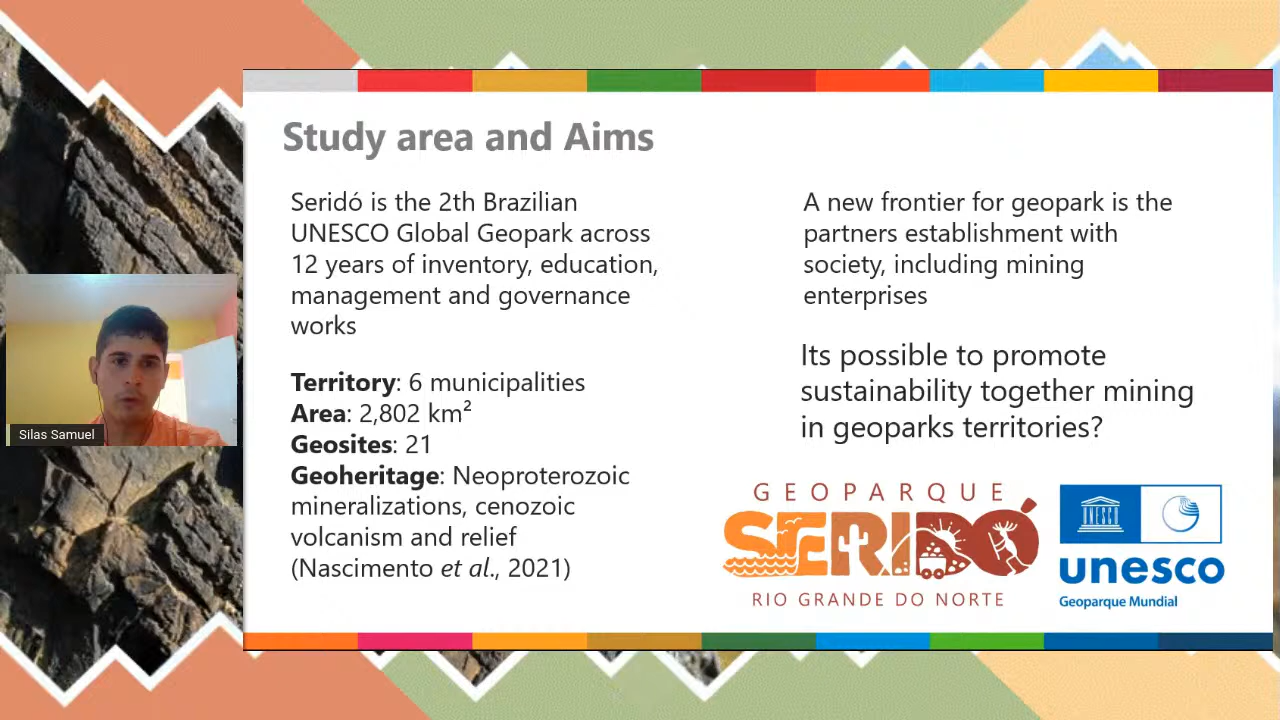 Study area and Aims
Seridó is the 2th Brazilian
UNESCO Global Geopark across
12 years of inventory, education,
management and governance
works
Territory: 6 municipalities
Area: 2,802 km²
Geosites: 21
Geoheritage: Neoproterozoic
mineralizations, cenozoic
volcanism and relief
(Nascimento et al., 2021)
A new frontier for geopark is the
partners establishment with
society, including mining
enterprises
Its possible to promote
sustainability together mining
in geoparks territories?
GEOPARQUE
SERIDÓ
RIO GRANDE DO NORTE
UNESCO
unesco
Geoparque Mundial
Silas Samuel